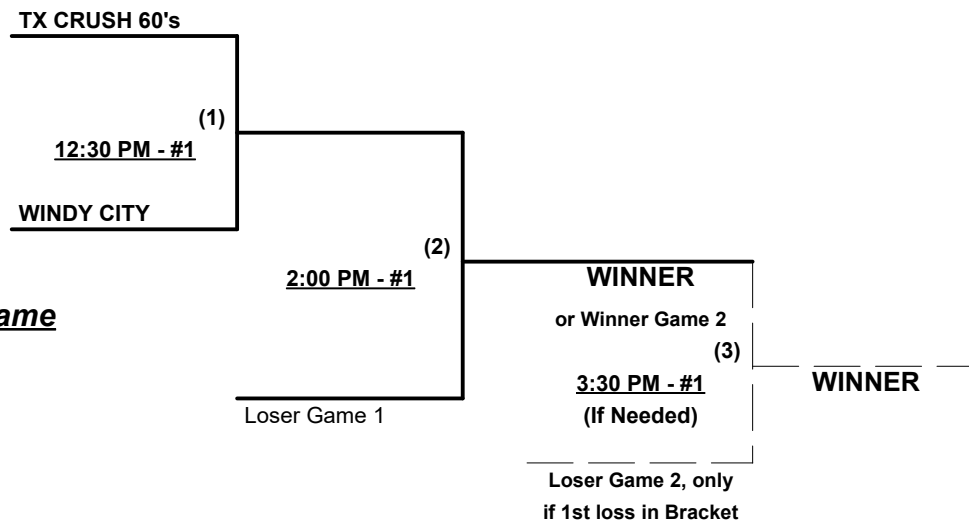 TX CRUSH 60's
(1)
12:30 PM - #1
WINDY CITY
(2)
2:00 PM - #1
WINNER
ame
or Winner Game 2
(3)
3:30 PM - #1
WINNER
Loser Game 1
(If Needed)
Loser Game 2, only
if 1st loss in Bracket